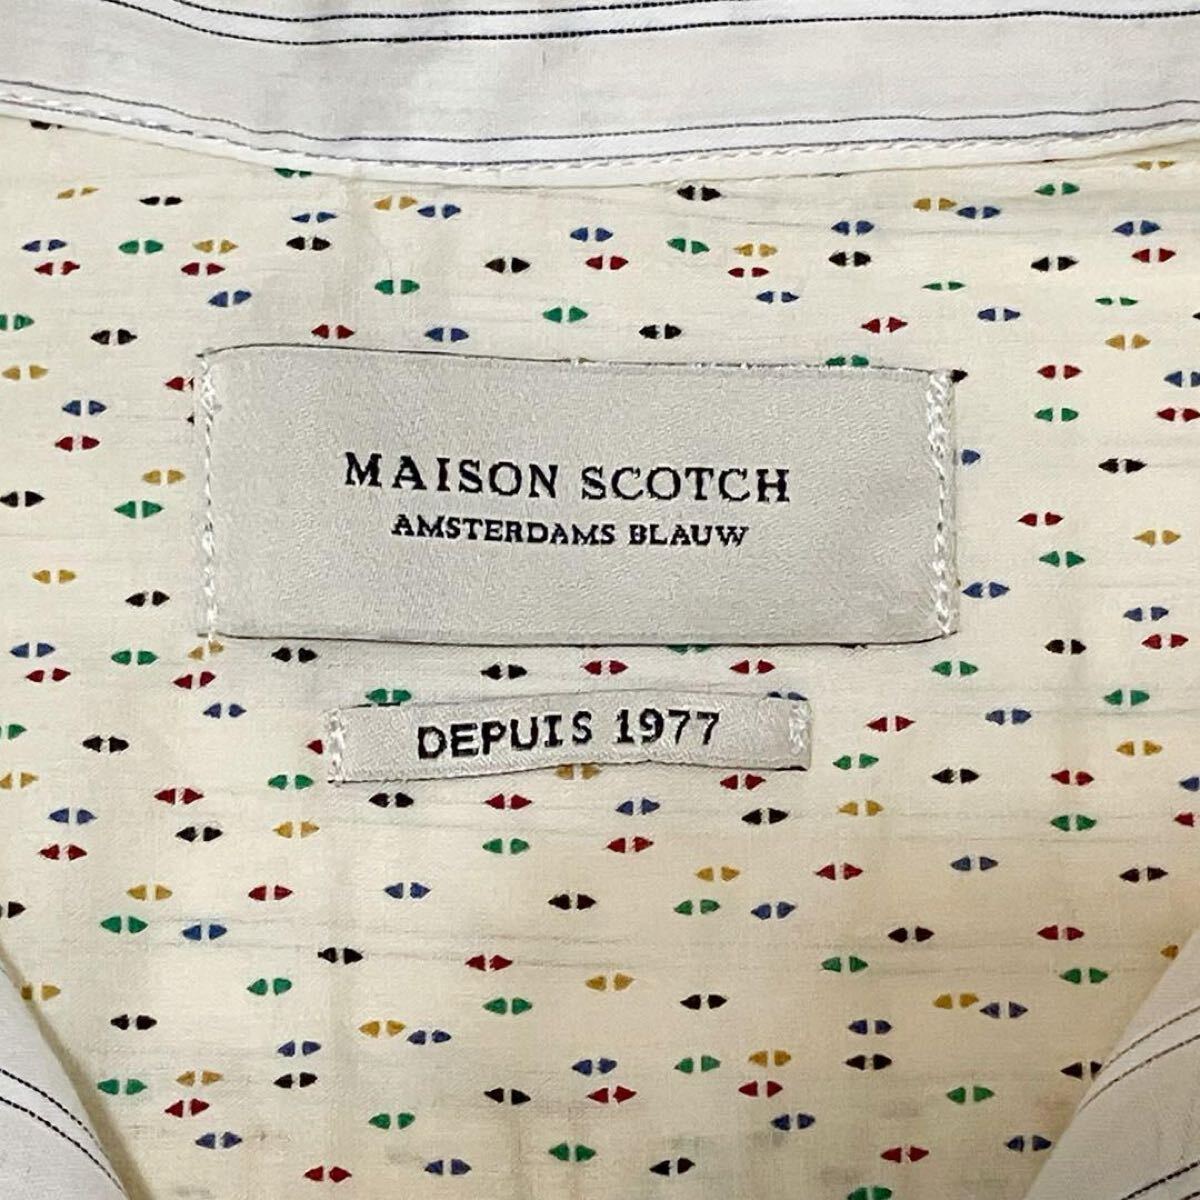 MAISON SCOTCH
AMSTERDAMS BLAUW
DEPUIS 1977